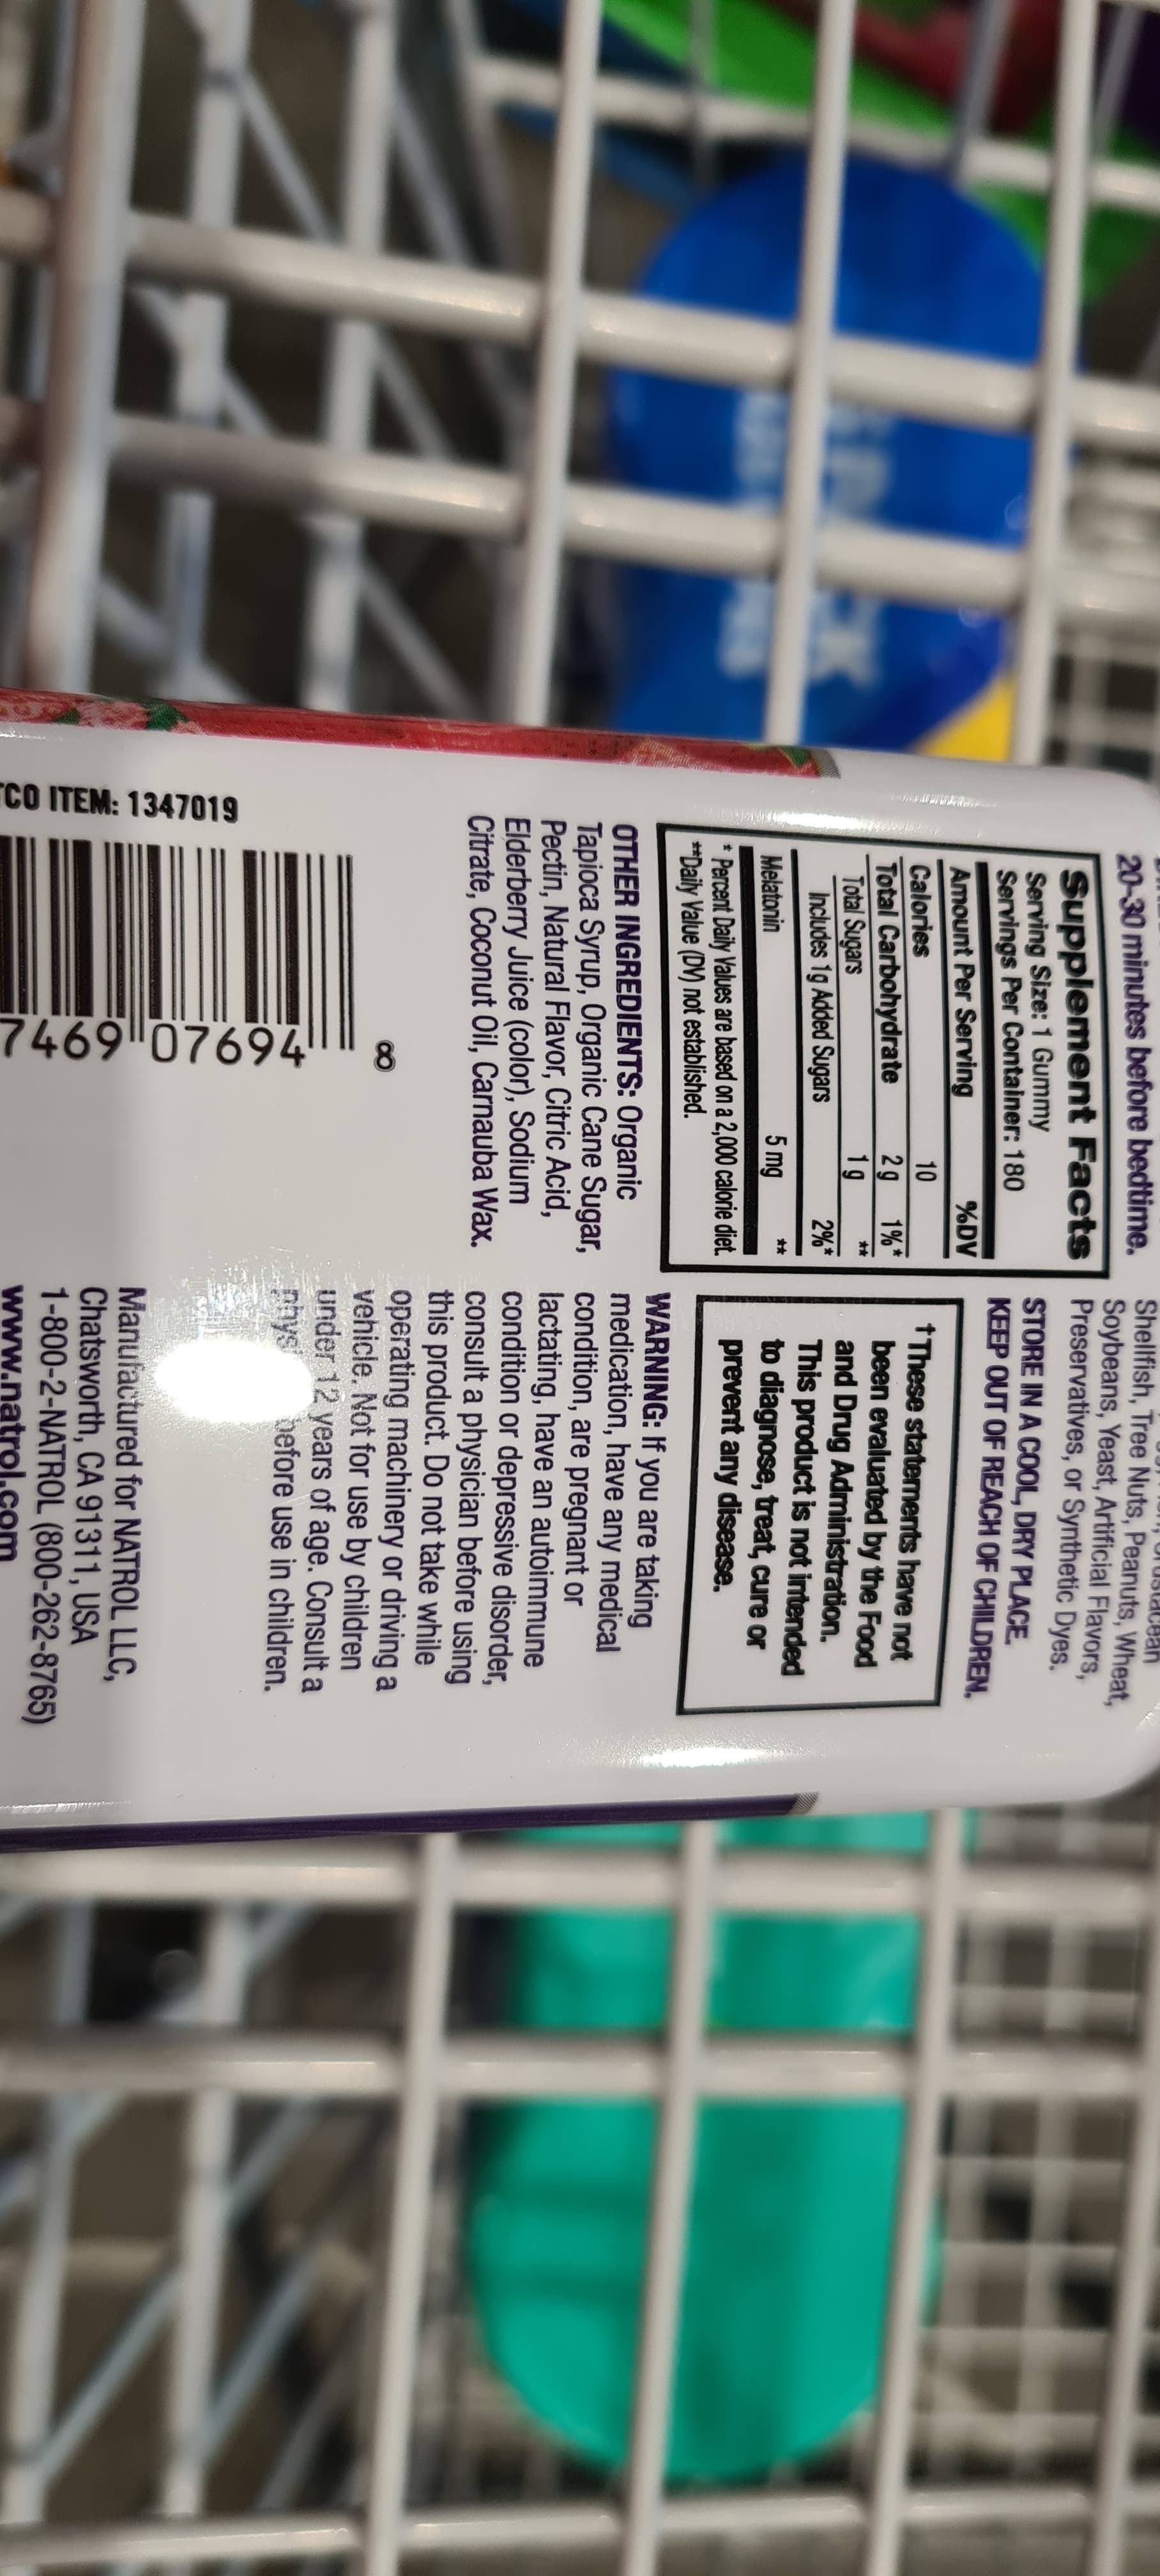 20-30 minutes before bedtime.
Supplement Facts
Serving Size: 1 Gummy
Servings Per Container: 180
Amount Per Serving %DV
Calories 10
Total Carbohydrate 2 g 1%*
Total Sugars 1 g **
Includes 1g Added Sugars 2%*
Melatonin 5 mg **
* Percent Daily Values are based on a 2,000 calorie diet.
**Daily Value (DV) not established.
OTHER INGREDIENTS: Organic
Tapioca Syrup, Organic Cane Sugar,
Pectin, Natural Flavor, Citric Acid,
Elderberry Juice (color), Sodium
Citrate, Coconut Oil, Carnauba Wax.
8
7469 07694
CO ITEM: 1347019
Shellfish, Tree Nuts, Peanuts, Wheat,
Soybeans, Yeast, Artificial Flavors,
Preservatives, or Synthetic Dyes.
STORE IN A COOL, DRY PLACE.
KEEP OUT OF REACH OF CHILDREN.
†These statements have not
been evaluated by the Food
and Drug Administration.
This product is not intended
to diagnose, treat, cure or
prevent any disease.
WARNING: If you are taking
medication, have any medical
condition, are pregnant or
lactating, have an autoimmune
condition or depressive disorder,
consult a physician before using
this product. Do not take while
operating machinery or driving a
vehicle. Not for use by children
under 12 years of age. Consult a
before use in children.
Manufactured for NATROL LLC,
Chatsworth, CA 91311, USA
1-800-2-NATROL (800-262-8765)
www.natrol.com